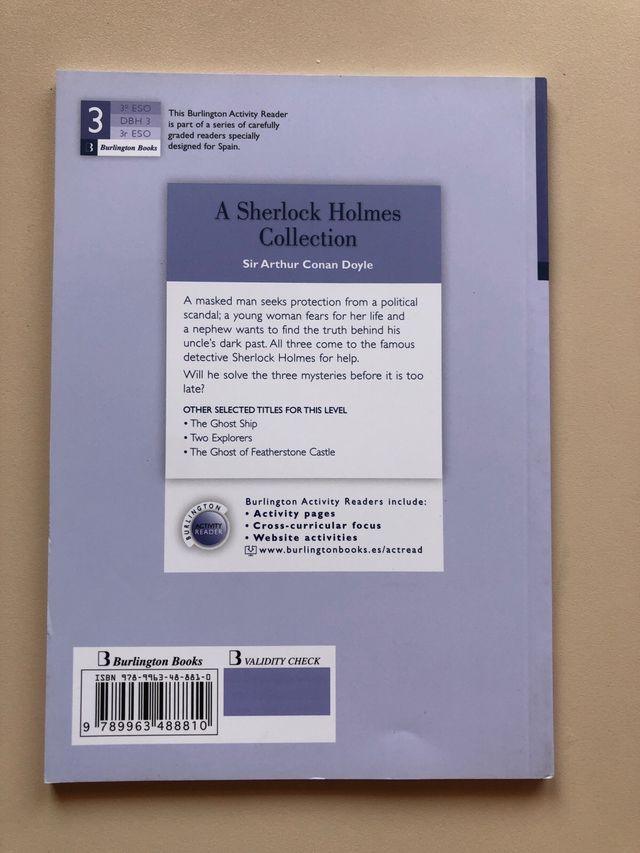 3
3º ESO
DBH 3
3r ESO
B Burlington Books
This Burlington Activity Reader
is part of a series of carefully
graded readers specially
designed for Spain.
A Sherlock Holmes
Collection
Sir Arthur Conan Doyle
A masked man seeks protection from a political
scandal; a young woman fears for her life and
a nephew wants to find the truth behind his
uncle's dark past. All three come to the famous
detective Sherlock Holmes for help.
Will he solve the three mysteries before it is too
late?
OTHER SELECTED TITLES FOR THIS LEVEL
• The Ghost Ship
• Two Explorers
• The Ghost of Featherstone Castle
BURLINGTON
ACTIVITY
READER
Burlington Activity Readers include:
• Activity pages
• Cross-curricular focus
• Website activities
www.burlingtonbooks.es/actread
B Burlington Books
B VALIDITY CHECK
ISBN 978-9963-48-881-0
9 789963 488810